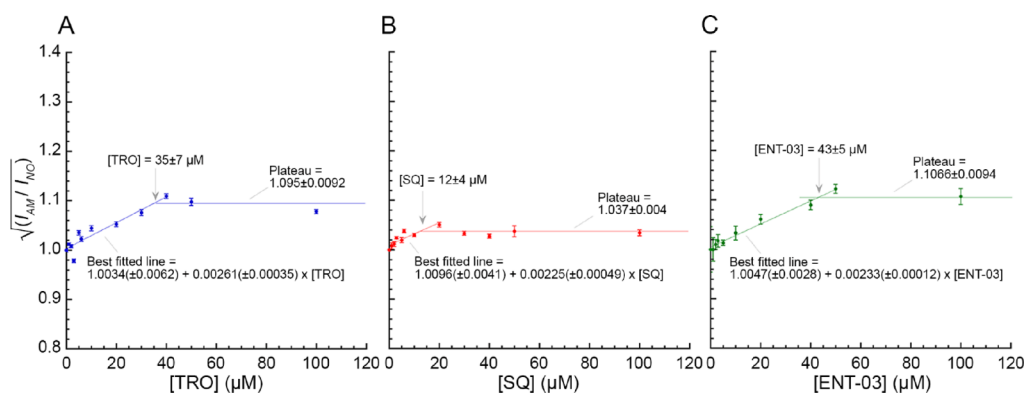 A
B
C
√(I_AM / I_NO)
1.4
1.3
1.2
1.1
1.0
0.9
0.8
[TRO] = 35±7 µM
Plateau =
1.095±0.0092
Best fitted line =
1.0034(±0.0062) + 0.00261(±0.00035) x [TRO]
0 20 40 60 80 100 120
[TRO] (µM)
[SQ] = 12±4 µM
Plateau =
1.037±0.004
Best fitted line =
1.0096(±0.0041) + 0.00225(±0.00049) x [SQ]
0 20 40 60 80 100 120
[SQ] (µM)
[ENT-03] = 43±5 µM
Plateau =
1.1066±0.0094
Best fitted line =
1.0047(±0.0028) + 0.00233(±0.00012) x [ENT-03]
0 20 40 60 80 100 120
[ENT-03] (µM)